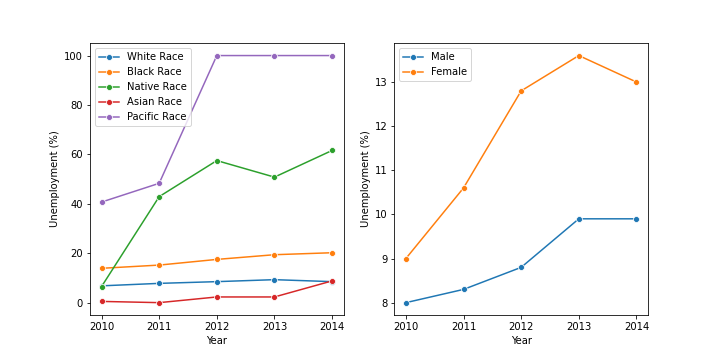 White Race
Black Race
Native Race
Asian Race
Pacific Race
100
80
60
40
20
0
Unemployment (%)
2010 2011 2012 2013 2014
Year
Male
Female
13
12
11
10
9
8
Unemployment (%)
2010 2011 2012 2013 2014
Year